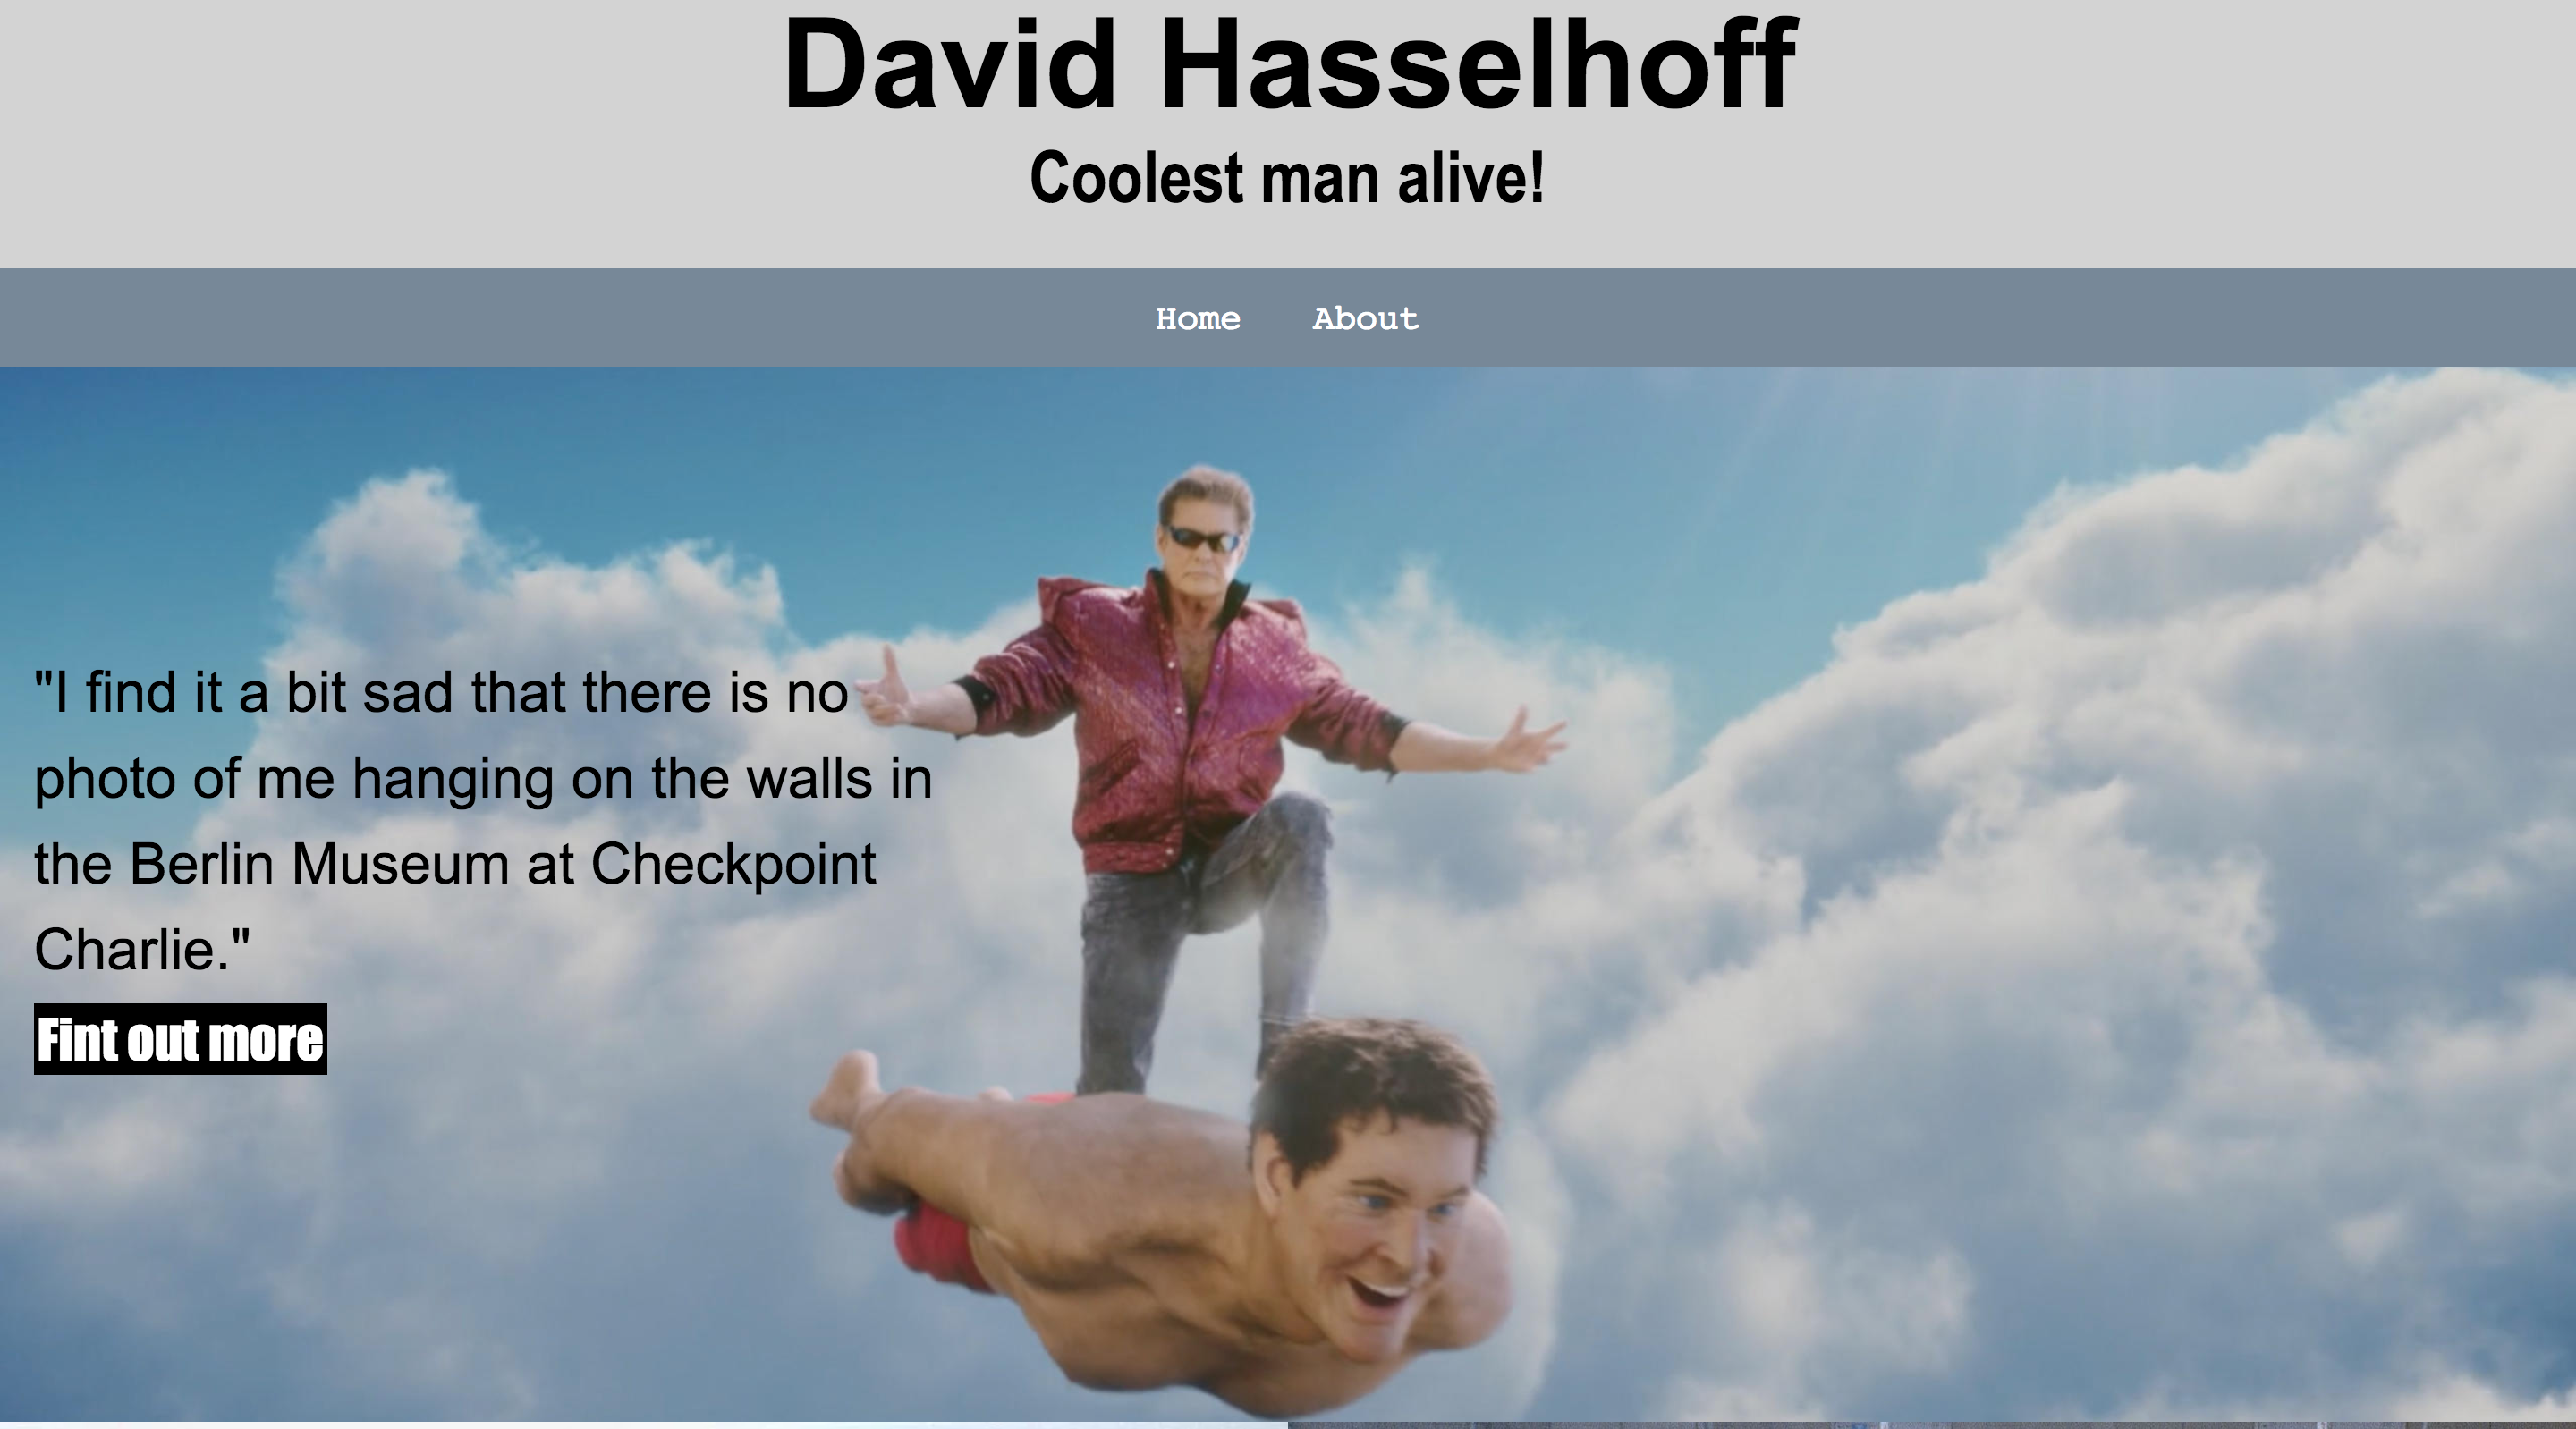 David Hasselhoff
Coolest man alive!
Home About
"I find it a bit sad that there is no
photo of me hanging on the walls in
the Berlin Museum at Checkpoint
Charlie."
Fint out more